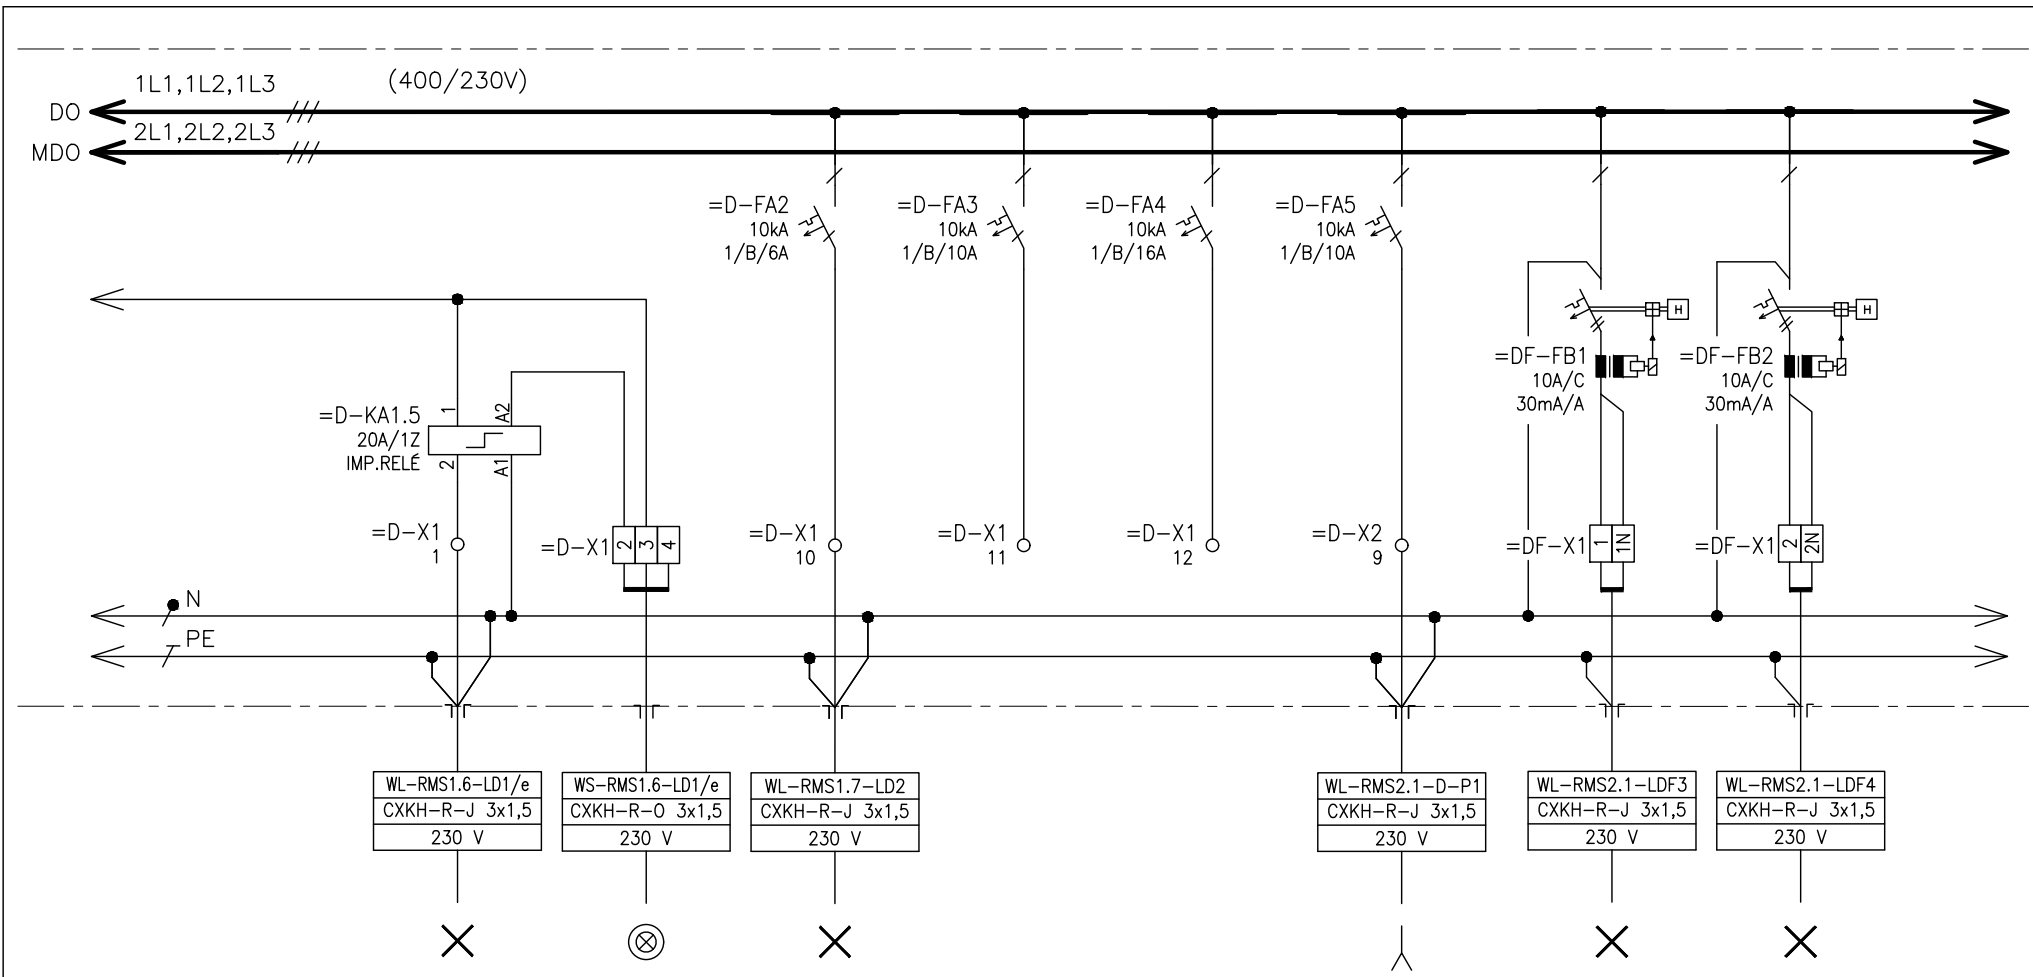 1L1,1L2,1L3
(400/230V)
DO
2L1,2L2,2L3
MDO
=D-FA2
10kA
1/B/6A
=D-FA3
10kA
1/B/10A
=D-FA4
10kA
1/B/16A
=D-FA5
10kA
1/B/10A
H
H
=DF-FB1
10A/C
30mA/A
=DF-FB2
10A/C
30mA/A
=D-KA1.5
20A/1Z
IMP.RELÉ
1
A2
2
A1
=D-X1
1
=D-X1
2
3
4
=D-X1
10
=D-X1
11
=D-X1
12
=D-X2
9
=DF-X1
1
1N
=DF-X1
2
2N
N
PE
WL-RMS1.6-LD1/e
CXKH-R-J 3x1,5
230 V
WS-RMS1.6-LD1/e
CXKH-R-O 3x1,5
230 V
WL-RMS1.7-LD2
CXKH-R-J 3x1,5
230 V
WL-RMS2.1-D-P1
CXKH-R-J 3x1,5
230 V
WL-RMS2.1-LDF3
CXKH-R-J 3x1,5
230 V
WL-RMS2.1-LDF4
CXKH-R-J 3x1,5
230 V